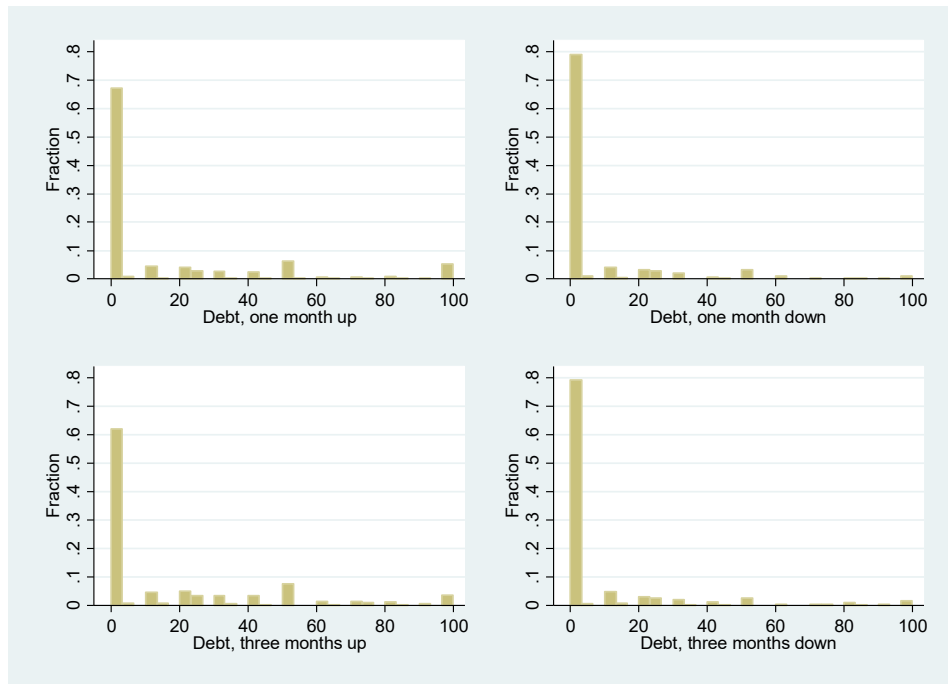 Fraction
0 .1 .2 .3 .4 .5 .6 .7 .8
0 20 40 60 80 100
Debt, one month up
Fraction
0 .1 .2 .3 .4 .5 .6 .7 .8
0 20 40 60 80 100
Debt, one month down
Fraction
0 .1 .2 .3 .4 .5 .6 .7 .8
0 20 40 60 80 100
Debt, three months up
Fraction
0 .1 .2 .3 .4 .5 .6 .7 .8
0 20 40 60 80 100
Debt, three months down